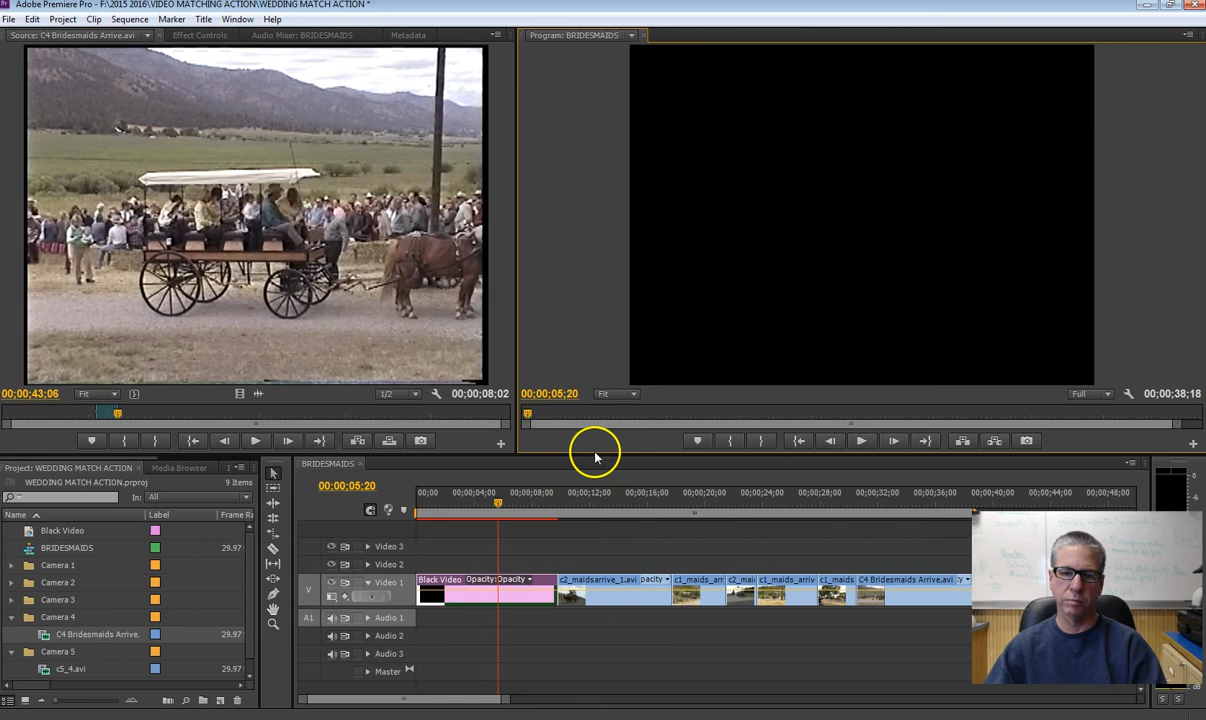 Adobe Premiere Pro - F:\2015 2016\VIDEO MATCHING ACTION\WEDDING MATCH ACTION *
File Edit Project Clip Sequence Marker Title Window Help
Source: C4 Bridesmaids Arrive.avi Effect Controls Audio Mixer: BRIDESMAIDS Metadata
Program: BRIDESMAIDS
00;00;43;06 Fit 1/2 00;00;08;02
00;00;05;20 Fit Full 00;00;38;18
Project: WEDDING MATCH ACTION Media Browser
WEDDING MATCH ACTION.prproj 9 Items
In: All
Name Label Frame Ra
Black Video
BRIDESMAIDS 29.97
Camera 1
Camera 2
Camera 3
Camera 4
C4 Bridesmaids Arrive. 29.97
Camera 5
c5_4.avi 29.97
BRIDESMAIDS
00;00;05;20
00;00 00;00;04;00 00;00;08;00 00;00;12;00 00;00;16;00 00;00;20;00 00;00;24;00 00;00;28;00 00;00;32;00 00;00;36;00 00;00;40;00 00;00;44;00 00;00;48;00
Video 3
Video 2
V Video 1
Black Video Opacity:Opacity c2_maidsarrive_1.avi pacity c1_maids_arr c2_mai c1_maids_arriv c1_maids C4 Bridesmaids Arrive.avi cy
A1 Audio 1
Audio 2
Audio 3
Master
0
-6
dB
S S